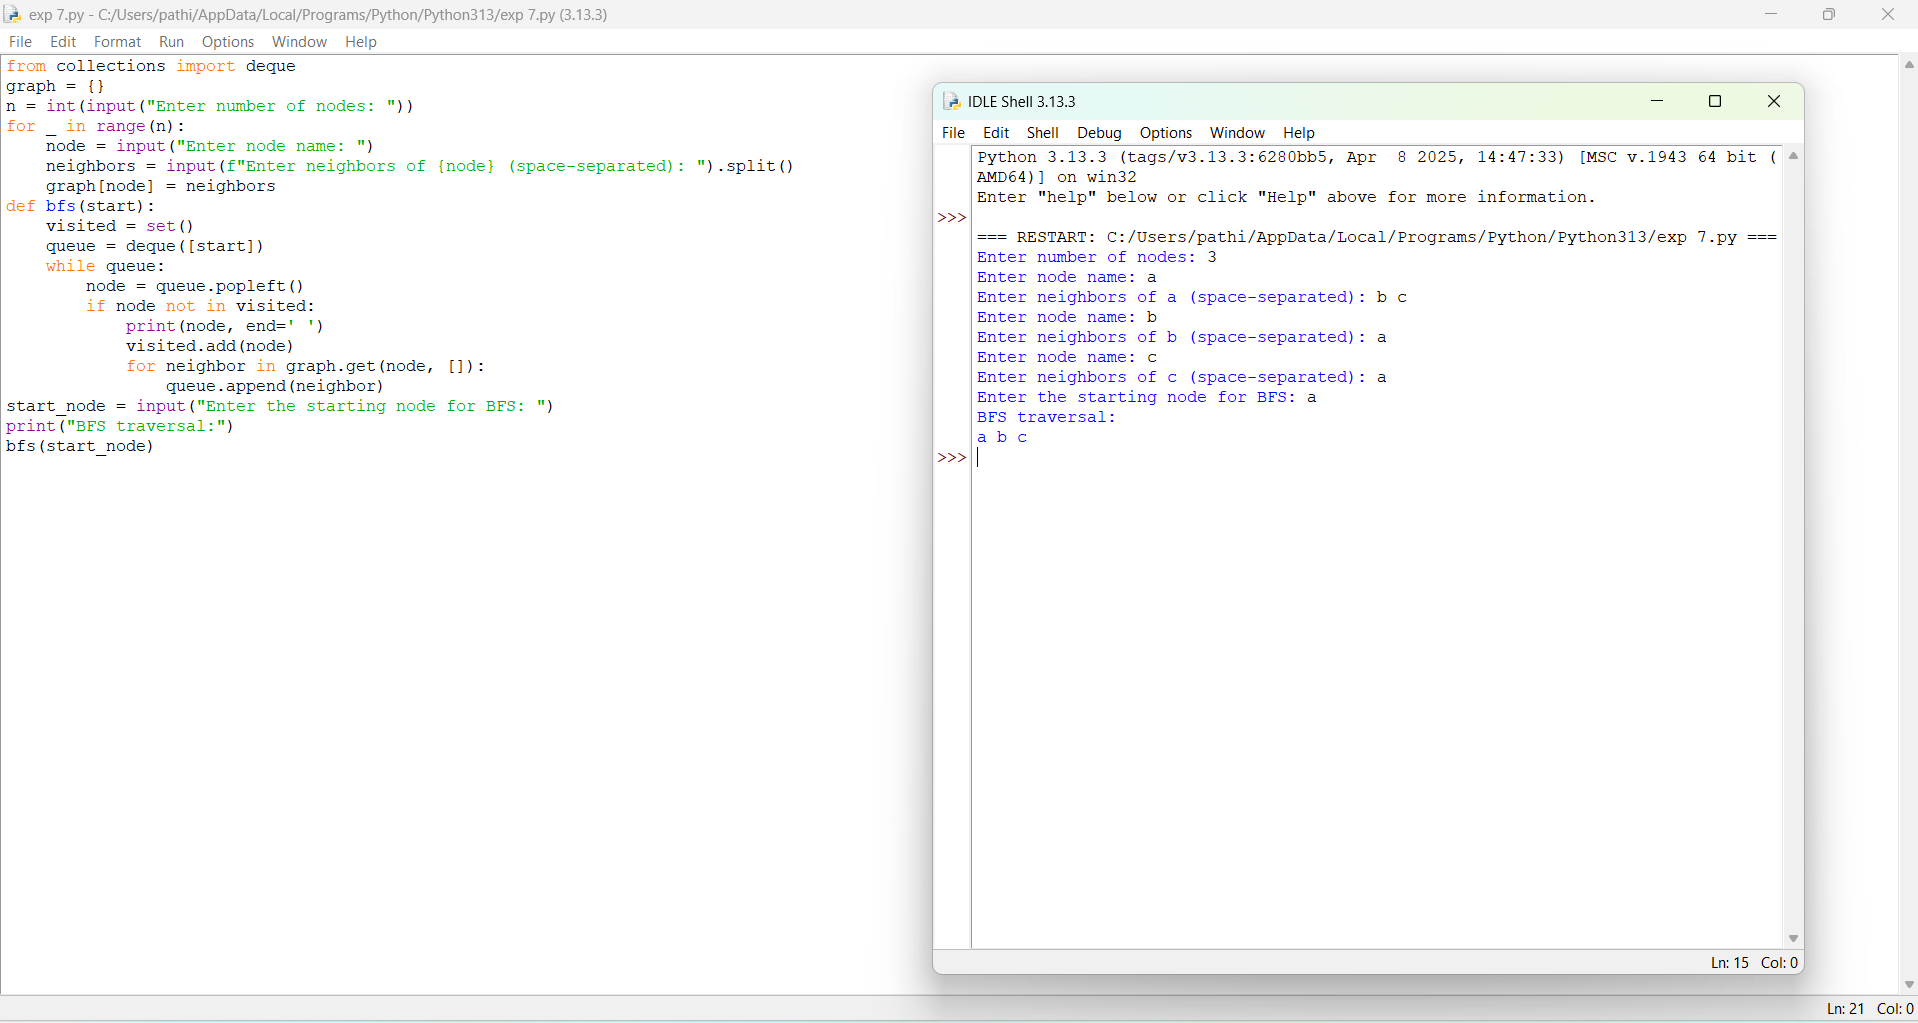 exp 7.py - C:/Users/pathi/AppData/Local/Programs/Python/Python313/exp 7.py (3.13.3)
File Edit Format Run Options Window Help
from collections import deque
graph = {}
n = int(input("Enter number of nodes: "))
for _ in range(n):
    node = input("Enter node name: ")
    neighbors = input(f"Enter neighbors of {node} (space-separated): ").split()
    graph[node] = neighbors
def bfs(start):
    visited = set()
    queue = deque([start])
    while queue:
        node = queue.popleft()
        if node not in visited:
            print(node, end=' ')
            visited.add(node)
            for neighbor in graph.get(node, []):
                queue.append(neighbor)
start_node = input("Enter the starting node for BFS: ")
print("BFS traversal:")
bfs(start_node)
IDLE Shell 3.13.3
File Edit Shell Debug Options Window Help
Python 3.13.3 (tags/v3.13.3:6280bb5, Apr  8 2025, 14:47:33) [MSC v.1943 64 bit (
AMD64)] on win32
Enter "help" below or click "Help" above for more information.
>>>
=== RESTART: C:/Users/pathi/AppData/Local/Programs/Python/Python313/exp 7.py ===
Enter number of nodes: 3
Enter node name: a
Enter neighbors of a (space-separated): b c
Enter node name: b
Enter neighbors of b (space-separated): a
Enter node name: c
Enter neighbors of c (space-separated): a
Enter the starting node for BFS: a
BFS traversal:
a b c
>>>
Ln: 15 Col: 0
Ln: 21 Col: 0